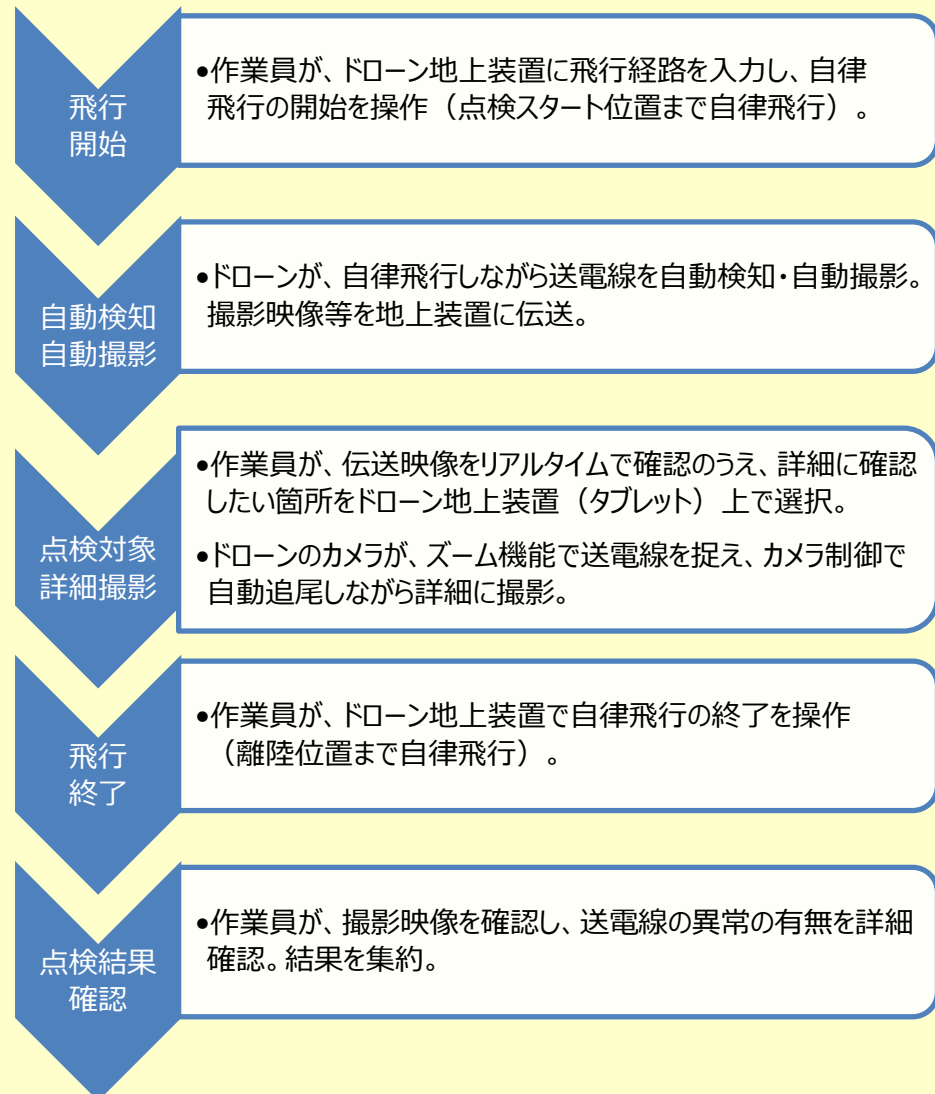 飛行
開始
•作業員が、ドローン地上装置に飛行経路を入力し、自律
飛行の開始を操作（点検スタート位置まで自律飛行）。
自動検知
自動撮影
•ドローンが、自律飛行しながら送電線を自動検知・自動撮影。
撮影映像等を地上装置に伝送。
点検対象
詳細撮影
•作業員が、伝送映像をリアルタイムで確認のうえ、詳細に確認
したい箇所をドローン地上装置（タブレット）上で選択。
•ドローンのカメラが、ズーム機能で送電線を捉え、カメラ制御で
自動追尾しながら詳細に撮影。
飛行
終了
•作業員が、ドローン地上装置で自律飛行の終了を操作
（離陸位置まで自律飛行）。
点検結果
確認
•作業員が、撮影映像を確認し、送電線の異常の有無を詳細
確認。結果を集約。